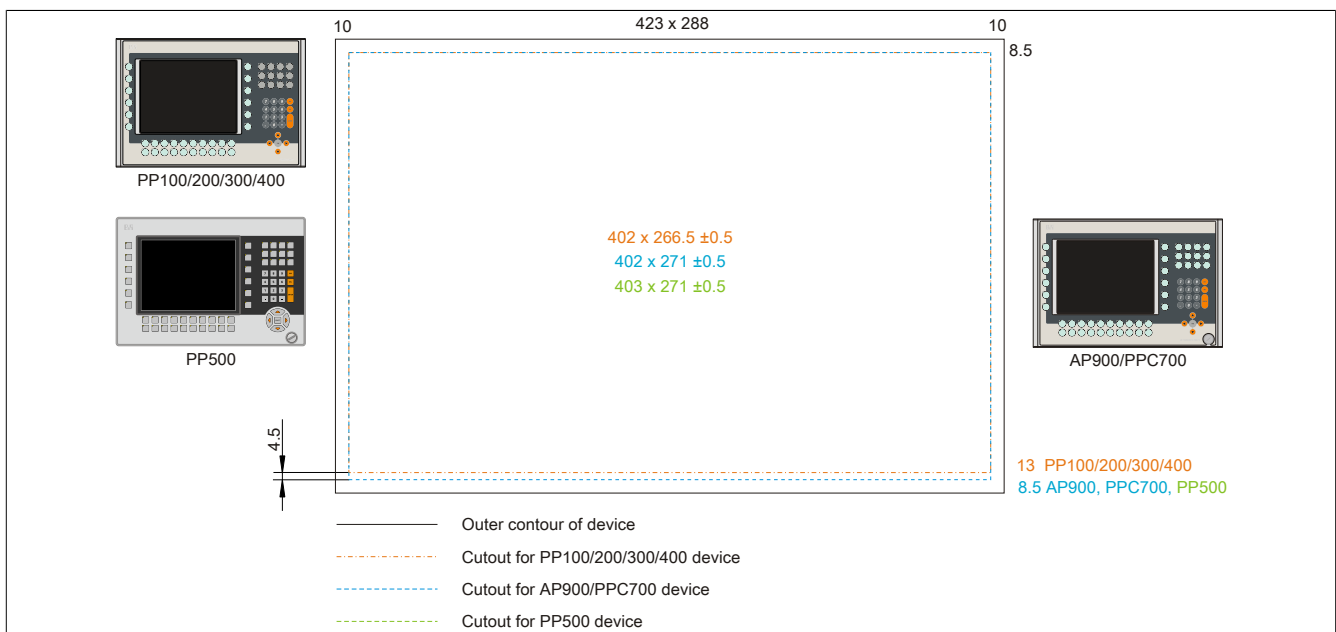 10
423 x 288
10
8.5
PP100/200/300/400
402 x 266.5 ±0.5
402 x 271 ±0.5
403 x 271 ±0.5
PP500
AP900/PPC700
4.5
13 PP100/200/300/400
8.5 AP900, PPC700, PP500
Outer contour of device
Cutout for PP100/200/300/400 device
Cutout for AP900/PPC700 device
Cutout for PP500 device